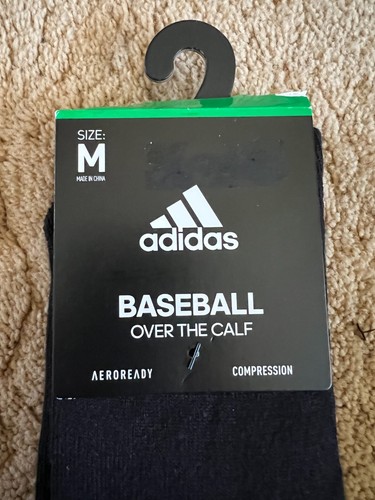 SIZE:
M
MADE IN CHINA
adidas
BASEBALL
OVER THE CALF
AEROREADY COMPRESSION